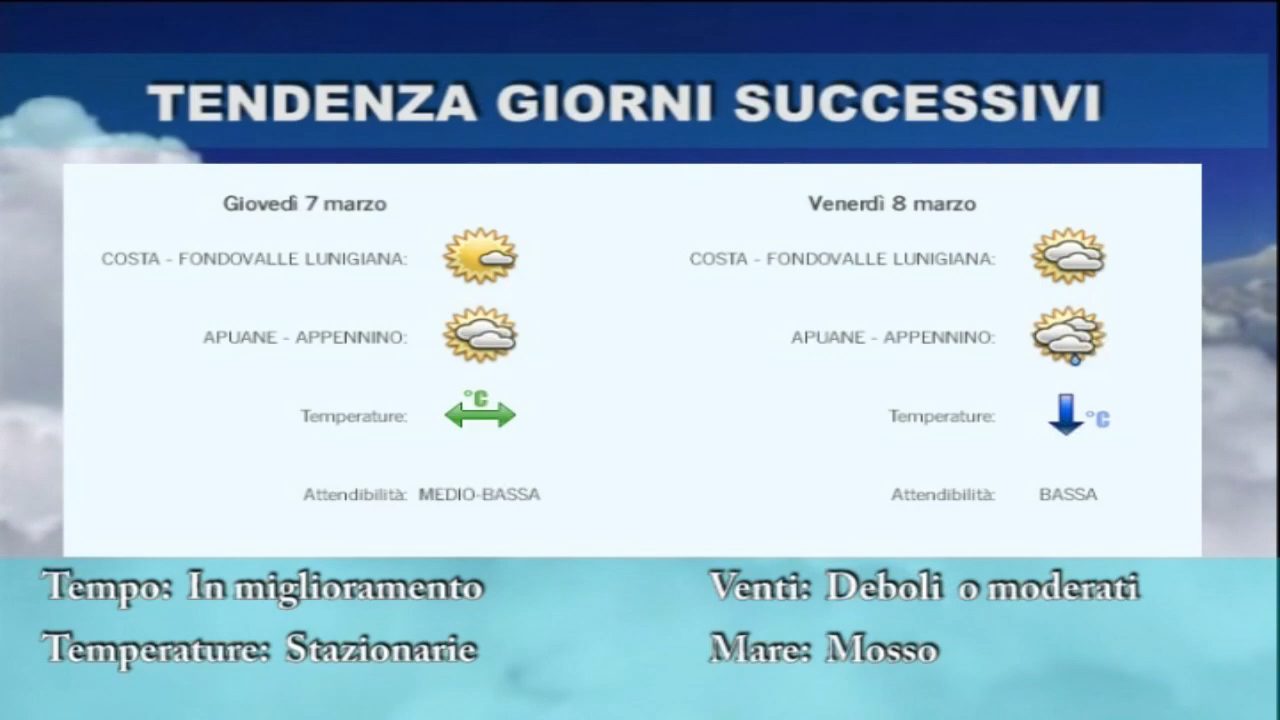 TENDENZA GIORNI SUCCESSIVI
Giovedì 7 marzo
COSTA - FONDOVALLE LUNIGIANA:
APUANE - APPENNINO:
°C
Temperature:
Attendibilità: MEDIO-BASSA
Venerdì 8 marzo
COSTA - FONDOVALLE LUNIGIANA:
APUANE - APPENNINO:
Temperature: °C
Attendibilità: BASSA
Tempo: In miglioramento
Temperature: Stazionarie
Venti: Deboli o moderati
Mare: Mosso